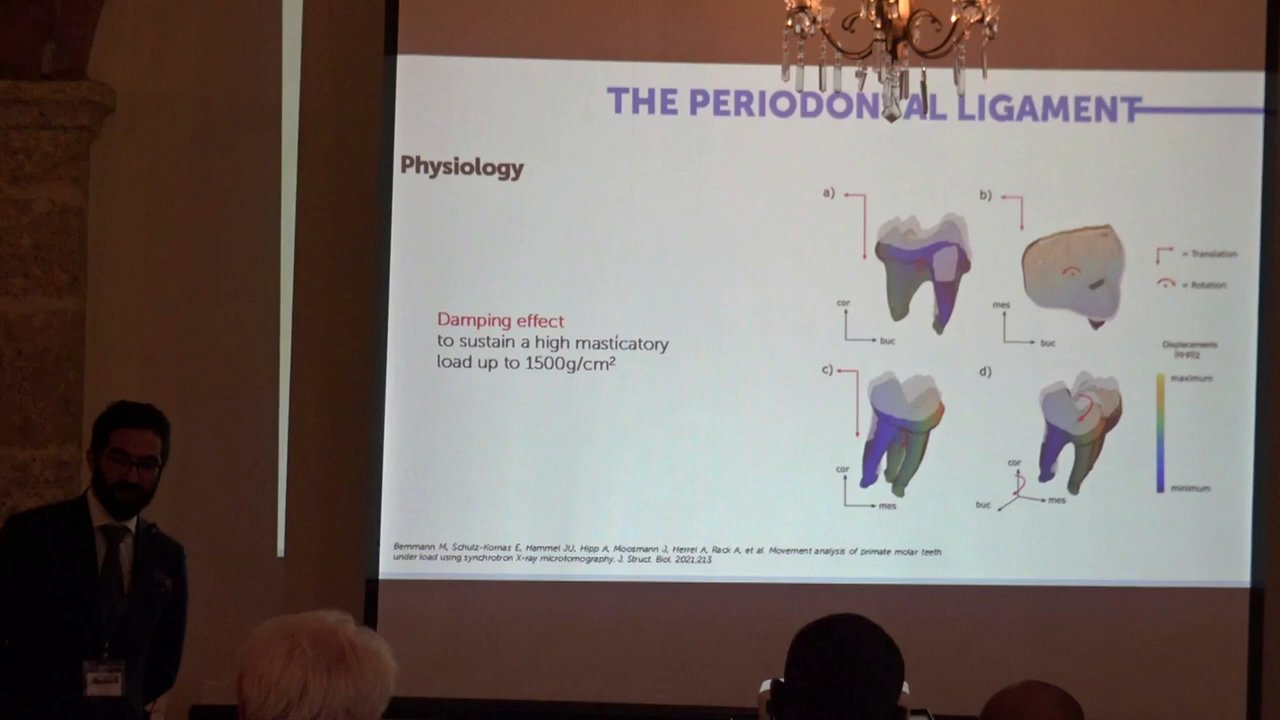 THE PERIODONTAL LIGAMENT
Physiology
Damping effect
to sustain a high masticatory
load up to 1500g/cm²
a)
cor
buc
b)
mes
buc
= Translation
= Rotation
Displacements
maximum
minimum
c)
cor
mes
d)
cor
buc
mes
Bemmann M, Schulz-Kornas E, Hammel JU, Hipp A, Moosmann J, Herrel A, Rack A, et al. Movement analysis of primate molar teeth
under load using synchrotron X-ray microtomography. J. Struct. Biol. 2021,213